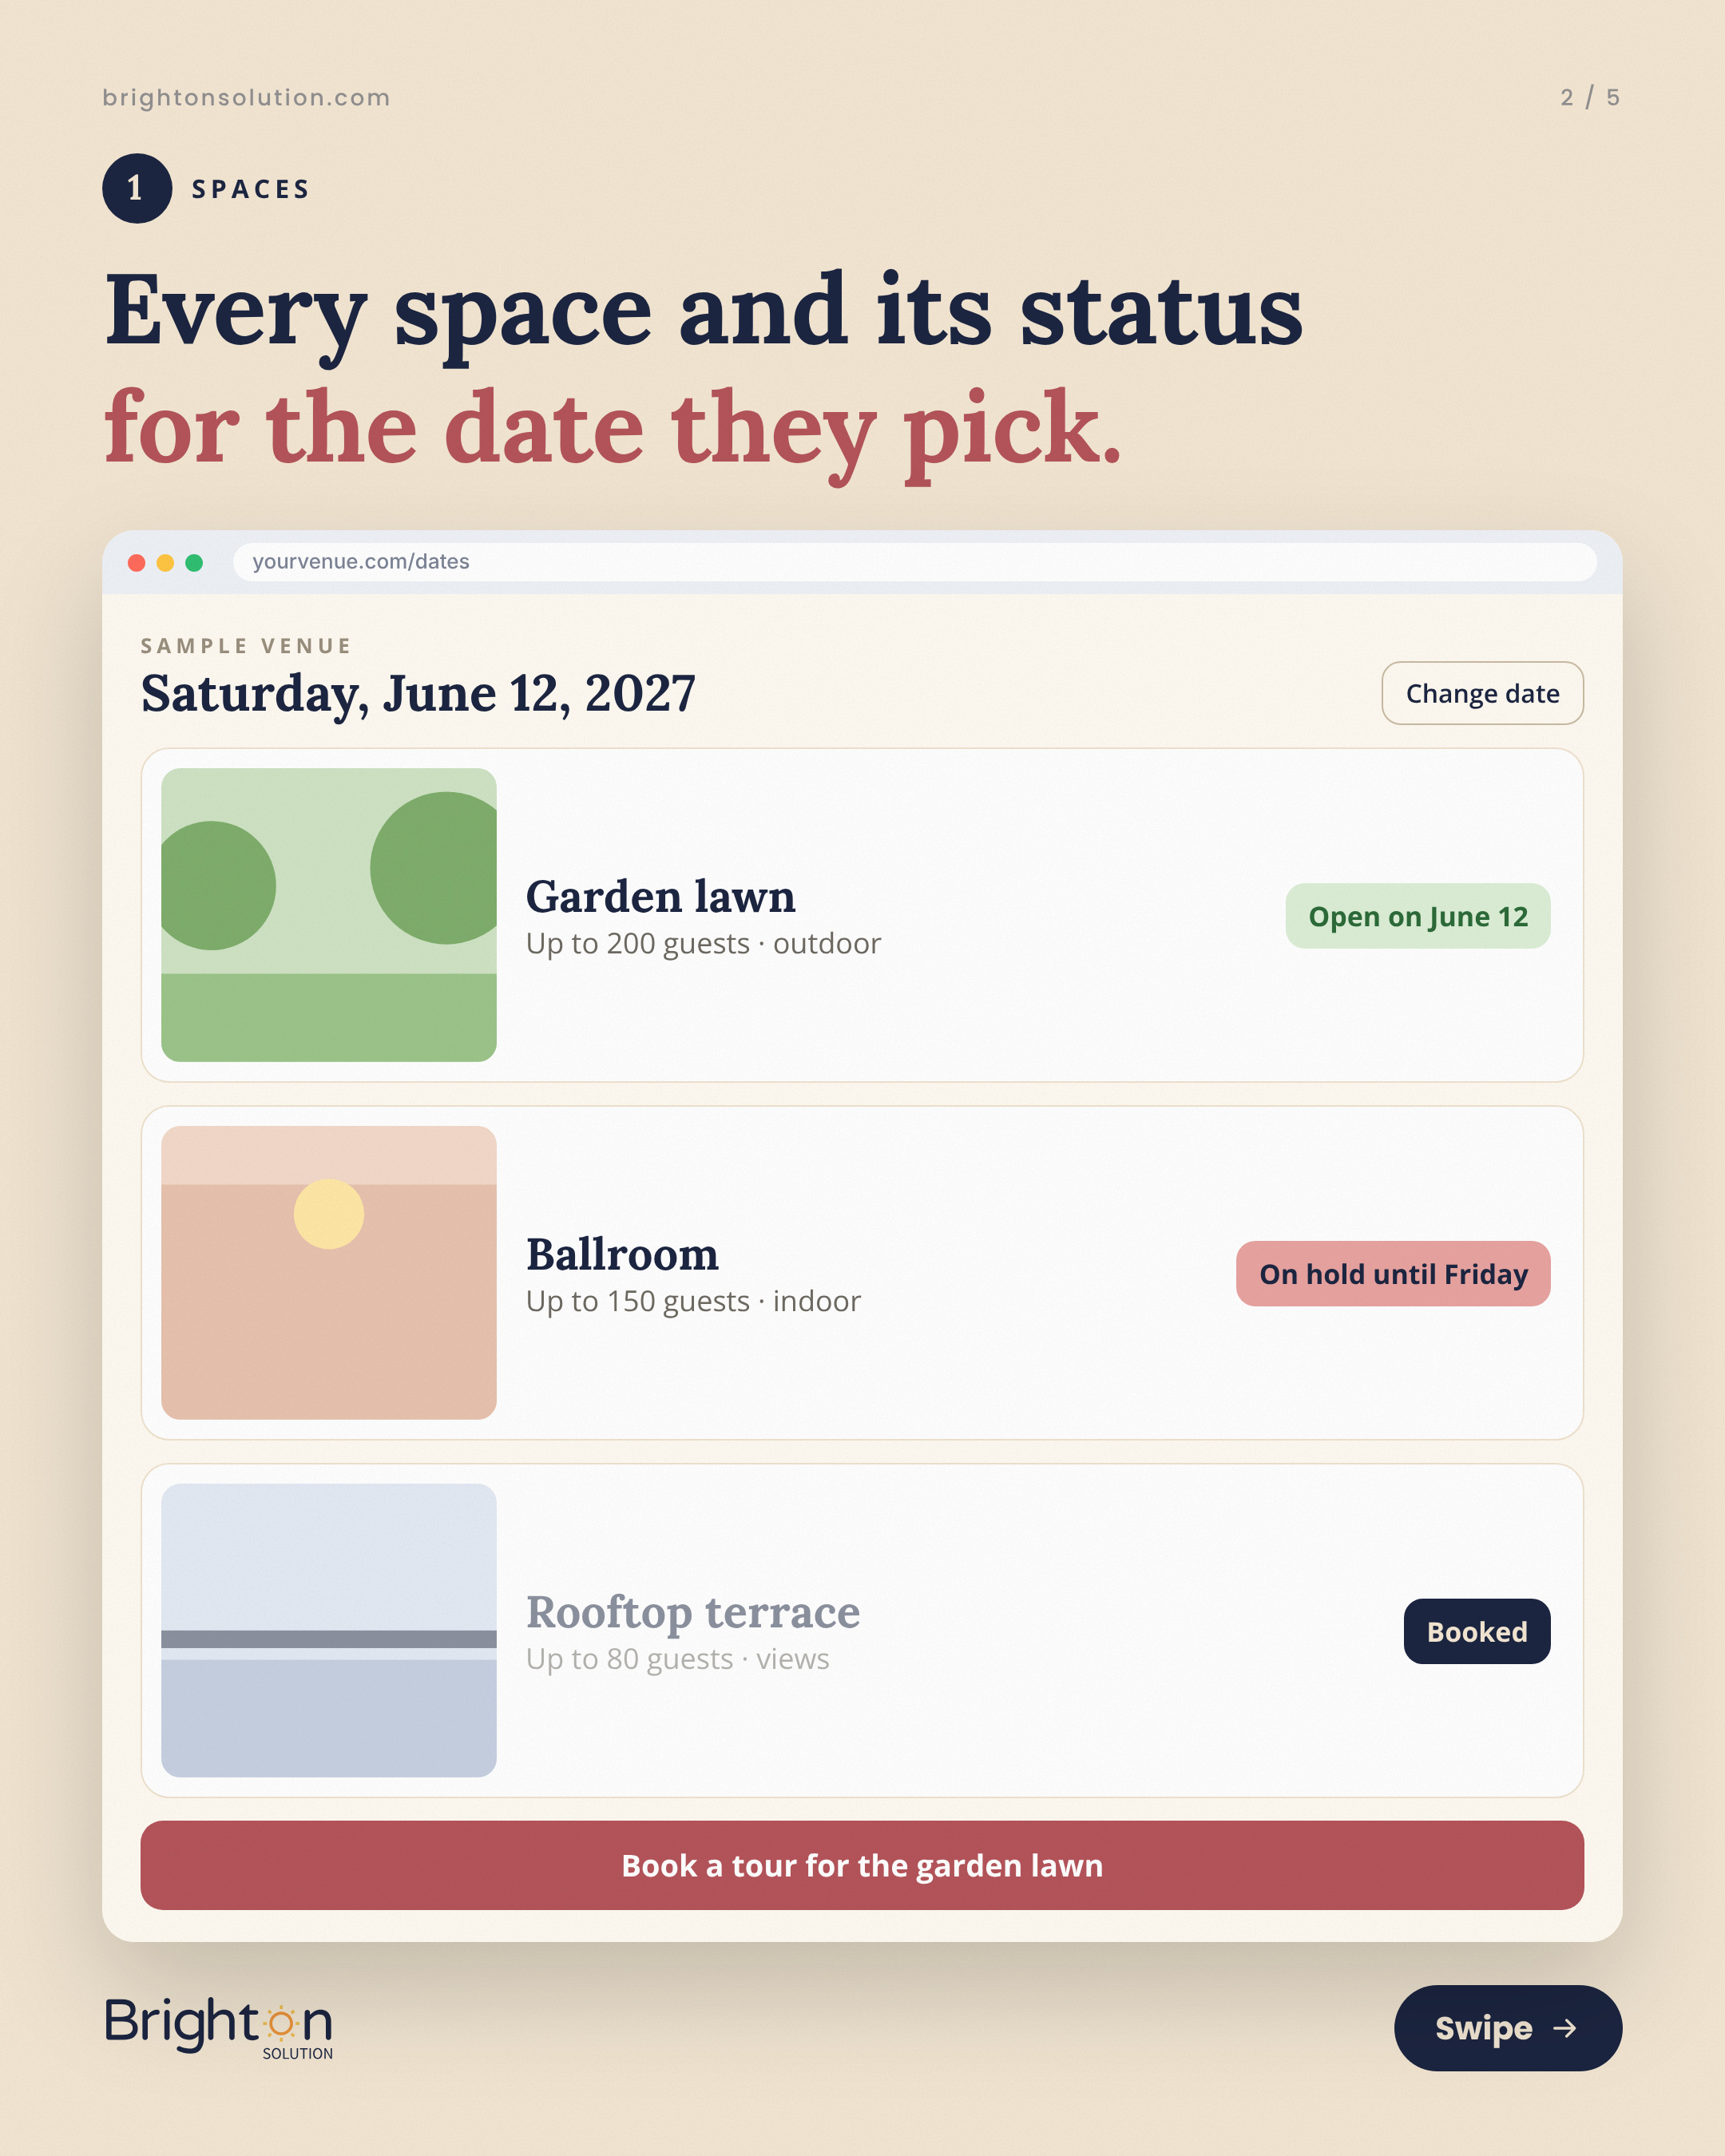 brightonsolution.com
2 / 5
1 SPACES
Every space and its status
for the date they pick.
yourvenue.com/dates
SAMPLE VENUE
Saturday, June 12, 2027
Change date
Garden lawn
Up to 200 guests · outdoor
Open on June 12
Ballroom
Up to 150 guests · indoor
On hold until Friday
Rooftop terrace
Up to 80 guests · views
Booked
Book a tour for the garden lawn
Brighton
SOLUTION
Swipe →